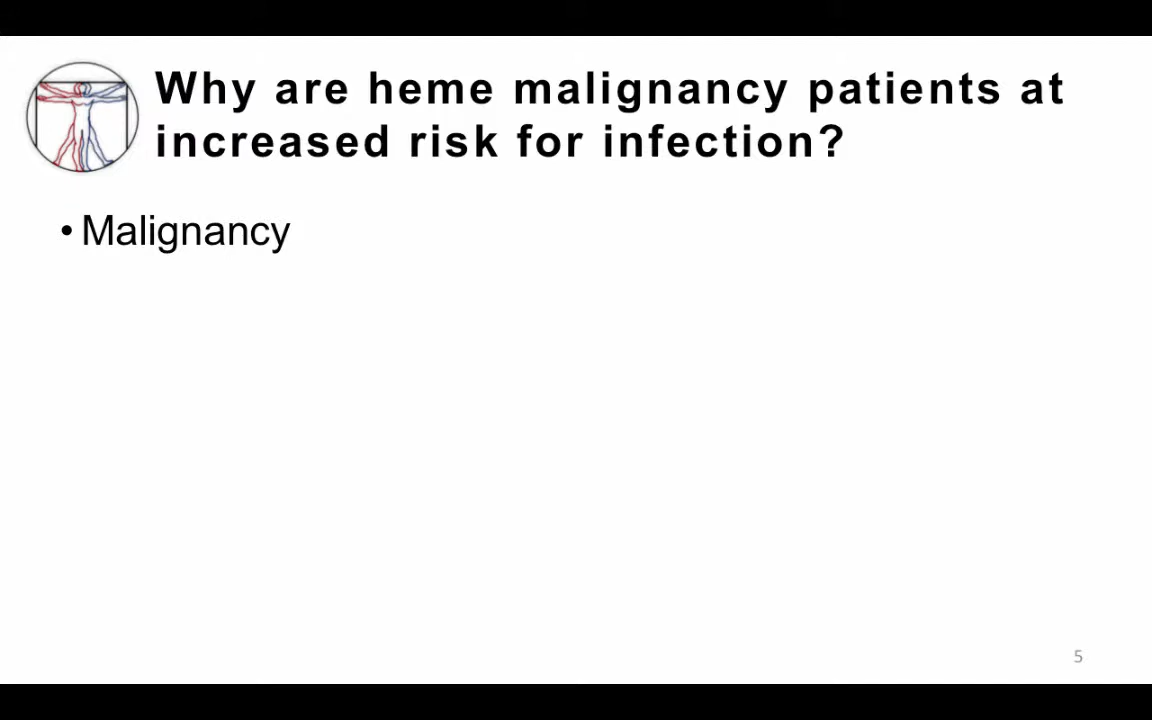 Why are heme malignancy patients at
increased risk for infection?
• Malignancy
5